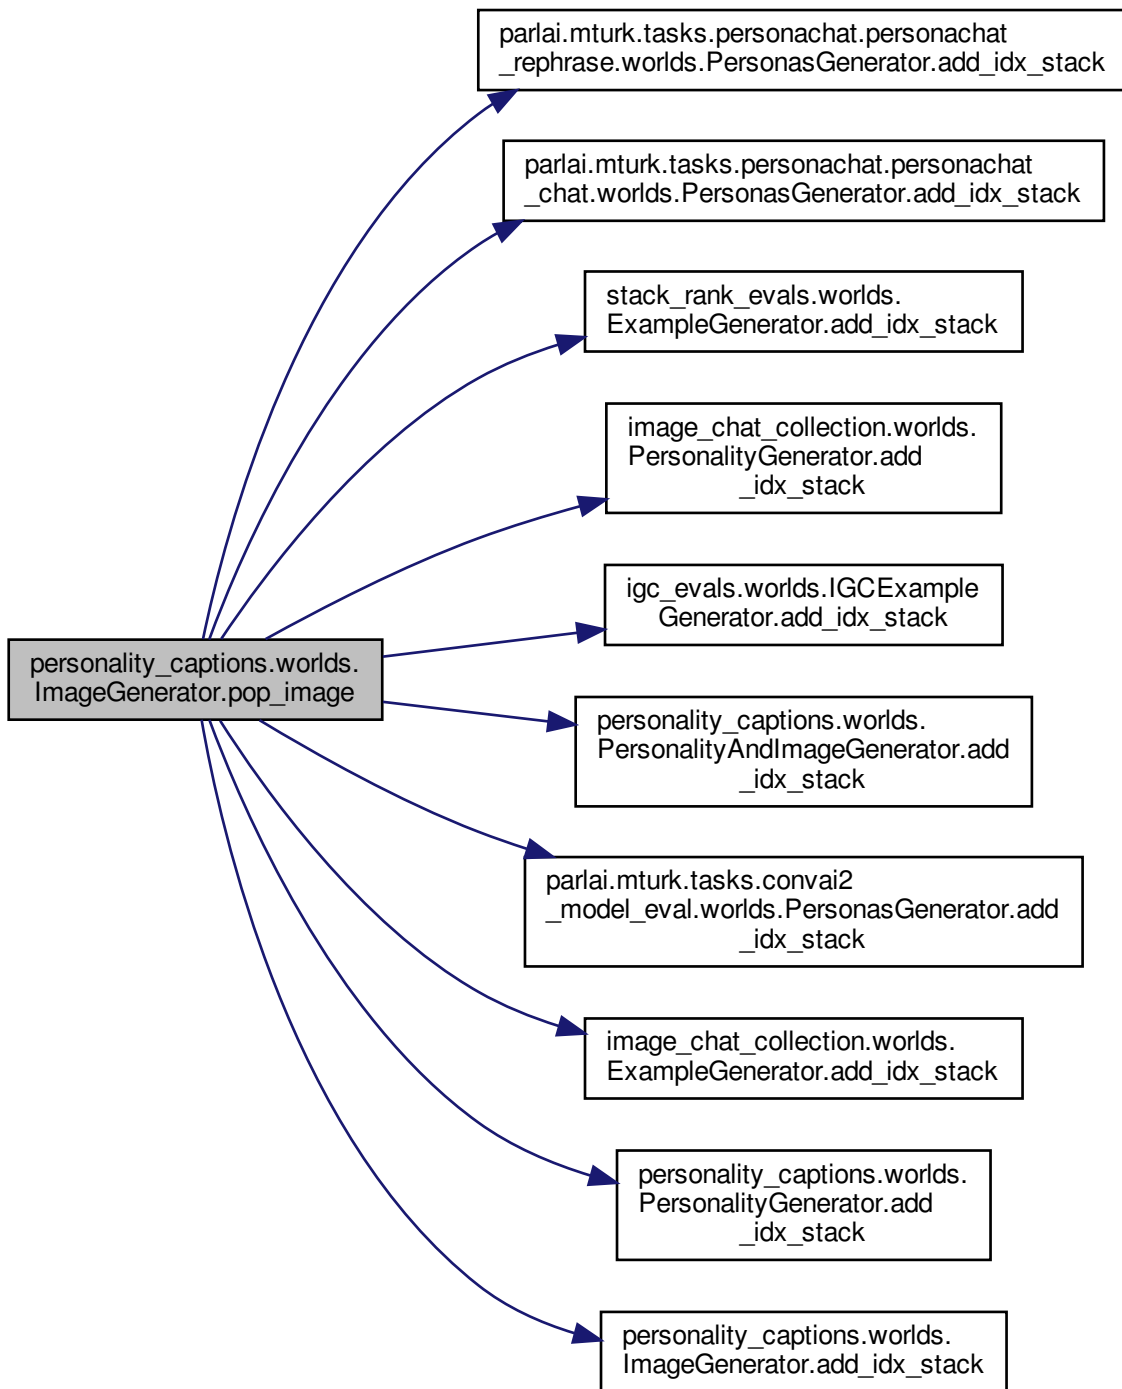 parlai.mturk.tasks.personachat.personachat
_rephrase.worlds.PersonasGenerator.add_idx_stack
parlai.mturk.tasks.personachat.personachat
_chat.worlds.PersonasGenerator.add_idx_stack
stack_rank_evals.worlds.
ExampleGenerator.add_idx_stack
image_chat_collection.worlds.
PersonalityGenerator.add
_idx_stack
igc_evals.worlds.IGCExample
Generator.add_idx_stack
personality_captions.worlds.
ImageGenerator.pop_image
personality_captions.worlds.
PersonalityAndImageGenerator.add
_idx_stack
parlai.mturk.tasks.convai2
_model_eval.worlds.PersonasGenerator.add
_idx_stack
image_chat_collection.worlds.
ExampleGenerator.add_idx_stack
personality_captions.worlds.
PersonalityGenerator.add
_idx_stack
personality_captions.worlds.
ImageGenerator.add_idx_stack